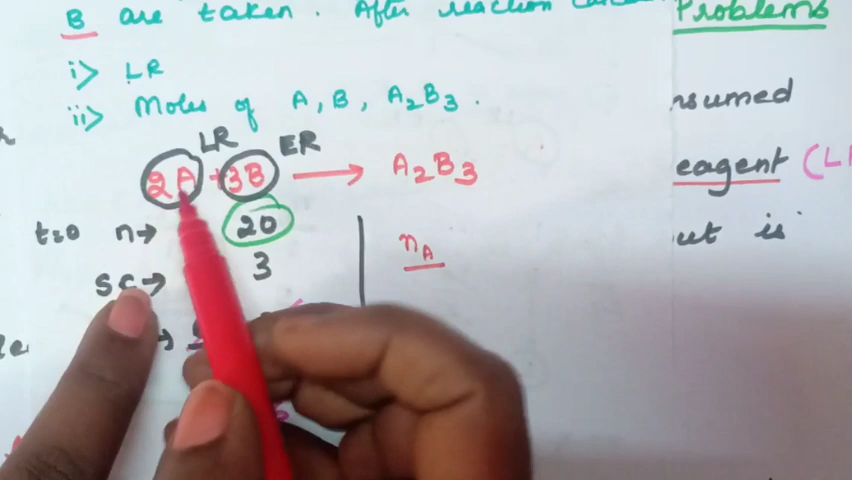 B are taken. After reaction
Problems
i> LR
ii> Moles of A, B, A₂B₃.
nsumed
LR ER
2A + 3B → A₂B₃
eagent (L
t=0 n→ 20
n_A
ut is
SC→ 3